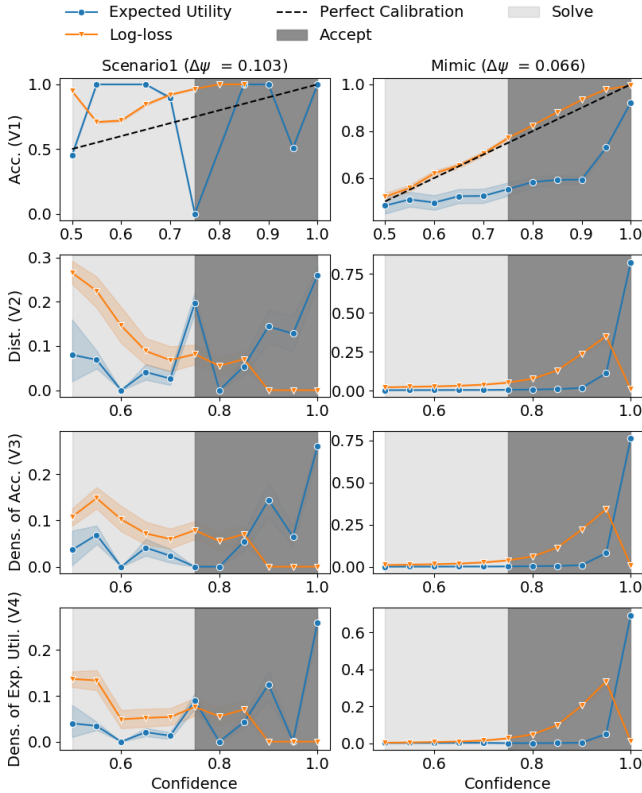 Expected Utility Perfect Calibration Solve
Log-loss Accept
Scenario1 (Δψ = 0.103) Mimic (Δψ = 0.066)
Acc. (V1)
1.0
0.5
0.0
0.5 0.6 0.7 0.8 0.9 1.0
1.0
0.8
0.6
0.5 0.6 0.7 0.8 0.9 1.0
Dist. (V2)
0.3
0.2
0.1
0.0
0.6 0.8 1.0
0.75
0.50
0.25
0.00
0.6 0.8 1.0
Dens. of Acc. (V3)
0.2
0.1
0.0
0.6 0.8 1.0
0.75
0.50
0.25
0.00
0.6 0.8 1.0
Dens. of Exp. Util. (V4)
0.2
0.1
0.0
0.6 0.8 1.0
Confidence
0.6
0.4
0.2
0.0
0.6 0.8 1.0
Confidence